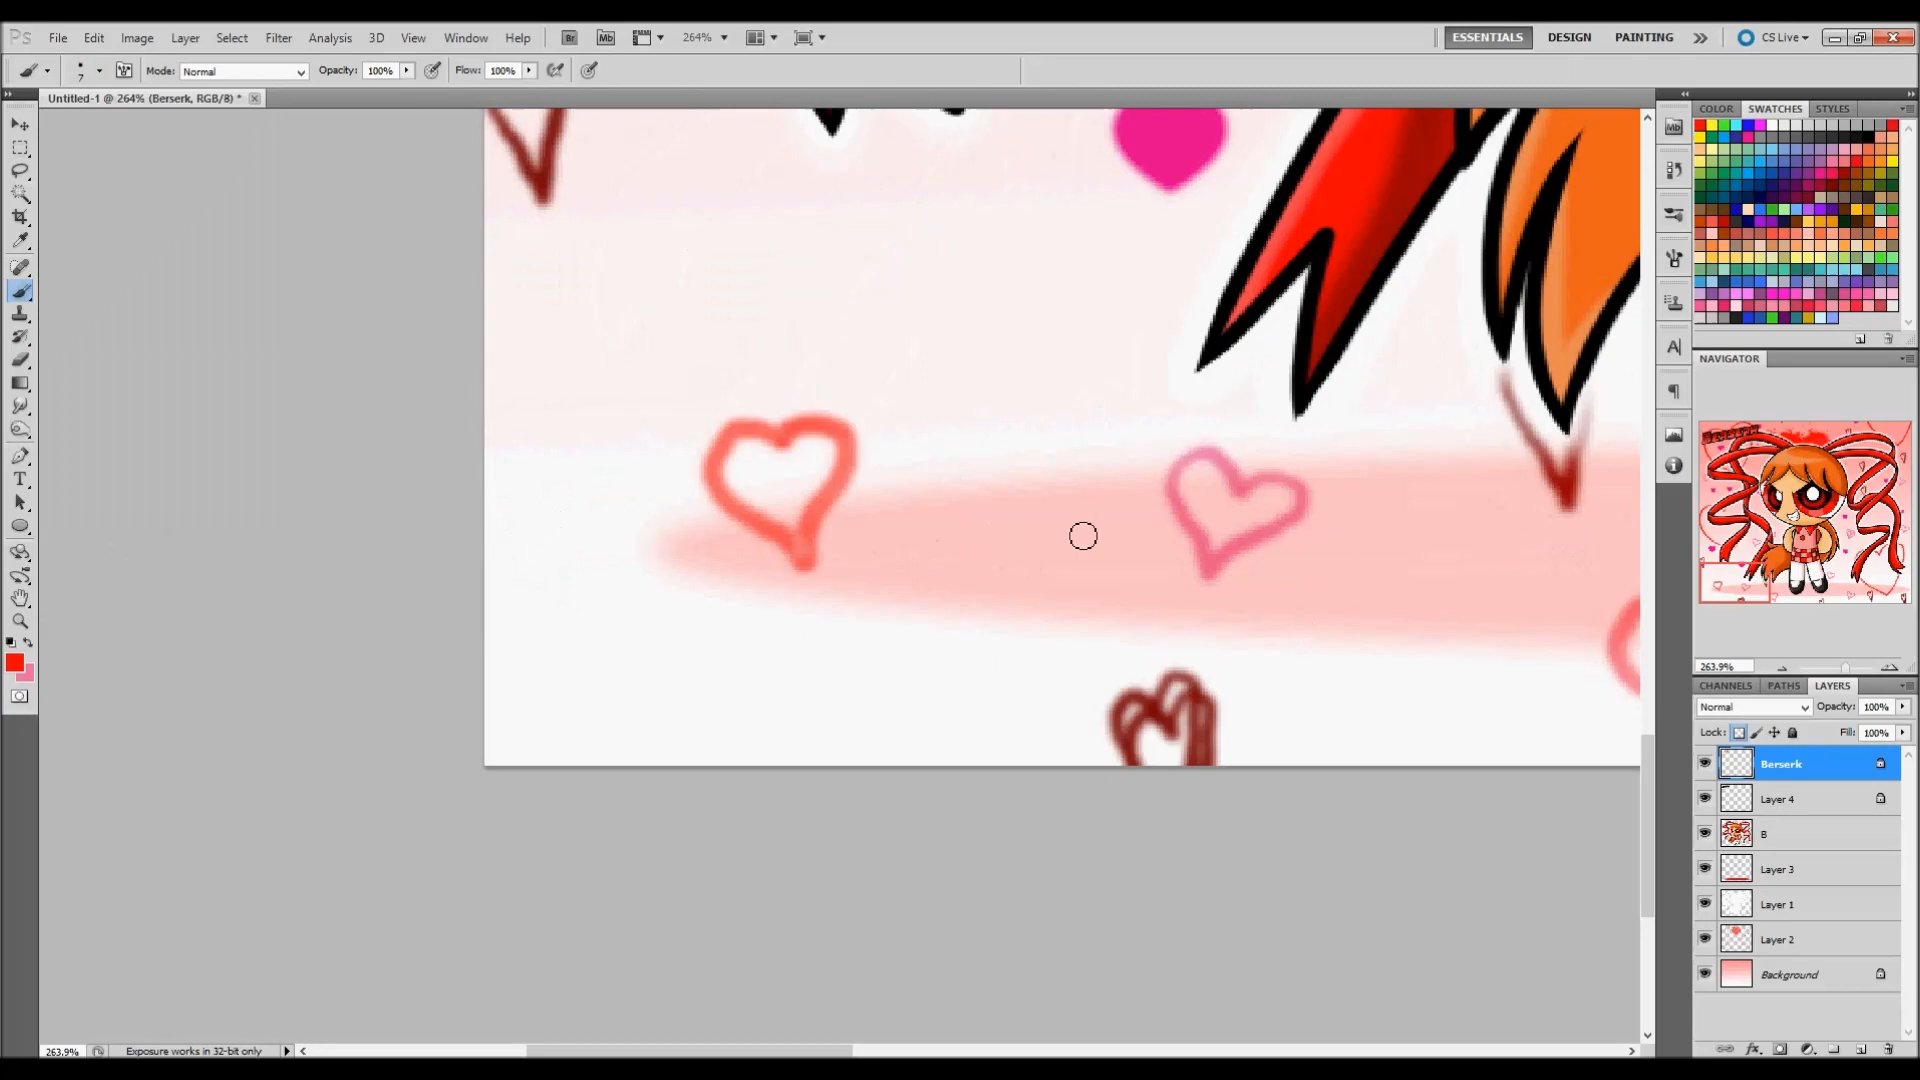 Ps File Edit Image Layer Select Filter Analysis 3D View Window Help Br Mb 264% ESSENTIALS DESIGN PAINTING CS Live
7 Mode: Normal Opacity: 100% Flow: 100%
Untitled-1 @ 264% (Berserk, RGB/8) *
COLOR SWATCHES STYLES
Mb
NAVIGATOR
263.9%
CHANNELS PATHS LAYERS
Normal Opacity: 100%
Lock: Fill: 100%
Berserk
Layer 4
B
Layer 3
Layer 1
Layer 2
Background
fx
263.9% Exposure works in 32-bit only